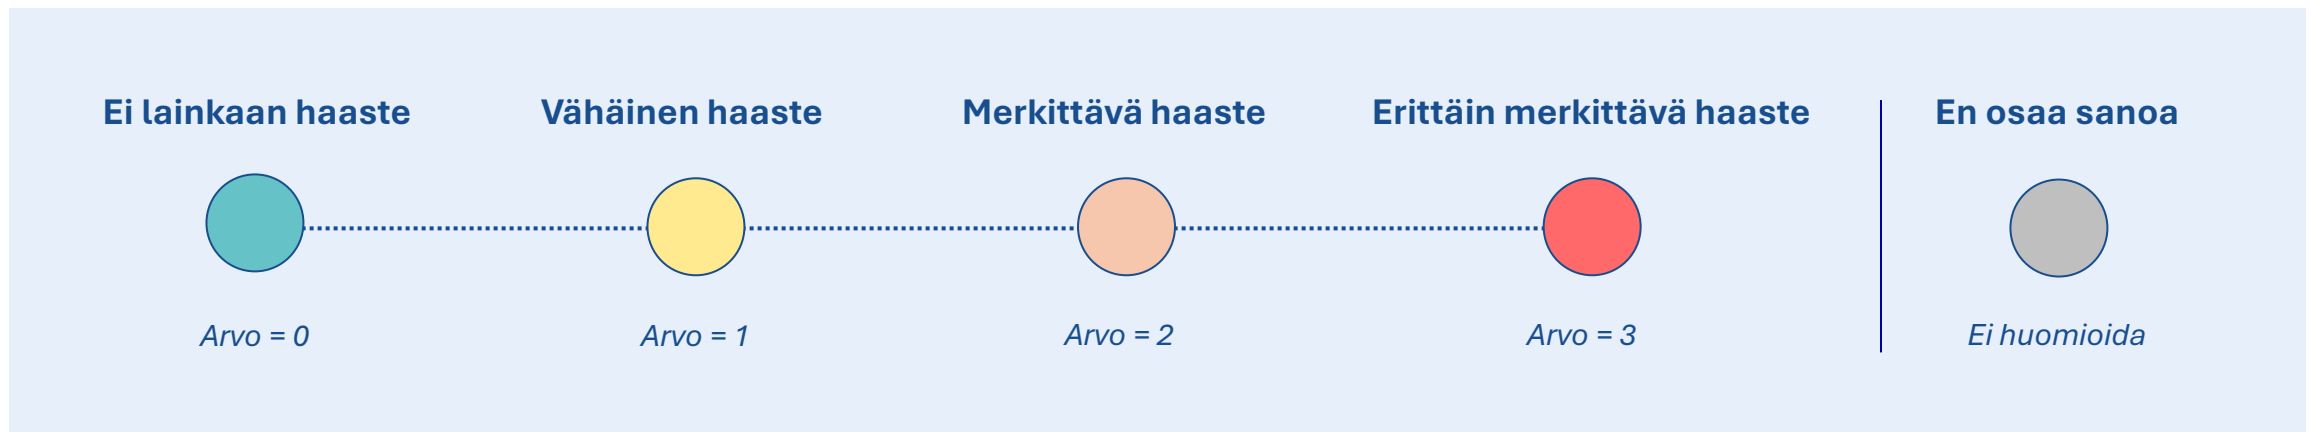 Ei lainkaan haaste
Vähäinen haaste
Merkittävä haaste
Erittäin merkittävä haaste
En osaa sanoa
Arvo = 0
Arvo = 1
Arvo = 2
Arvo = 3
Ei huomioida